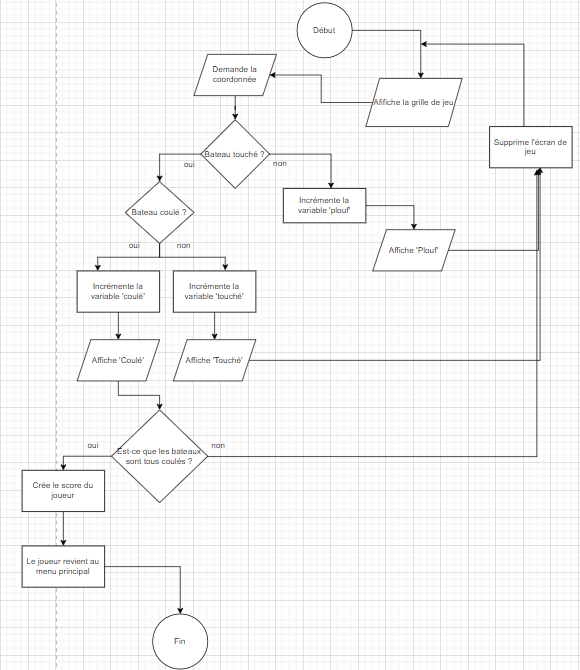 Début
Demande la
coordonnée
Afifiche la grille de jeu
Supprime l'écran de
jeu
Bateau touché ?
oui
non
Incrémente la
variable 'plouf'
Bateau coulé ?
Affiche 'Plouf'
oui
non
Incrémente la
variable 'coulé'
Incrémente la
variable 'touché'
Affiche 'Coulé'
Affiche 'Touché'
oui
non
Est-ce que les bateaux
sont tous coulés ?
Crée le score du
joueur
Le joueur revient au
menu principal
Fin